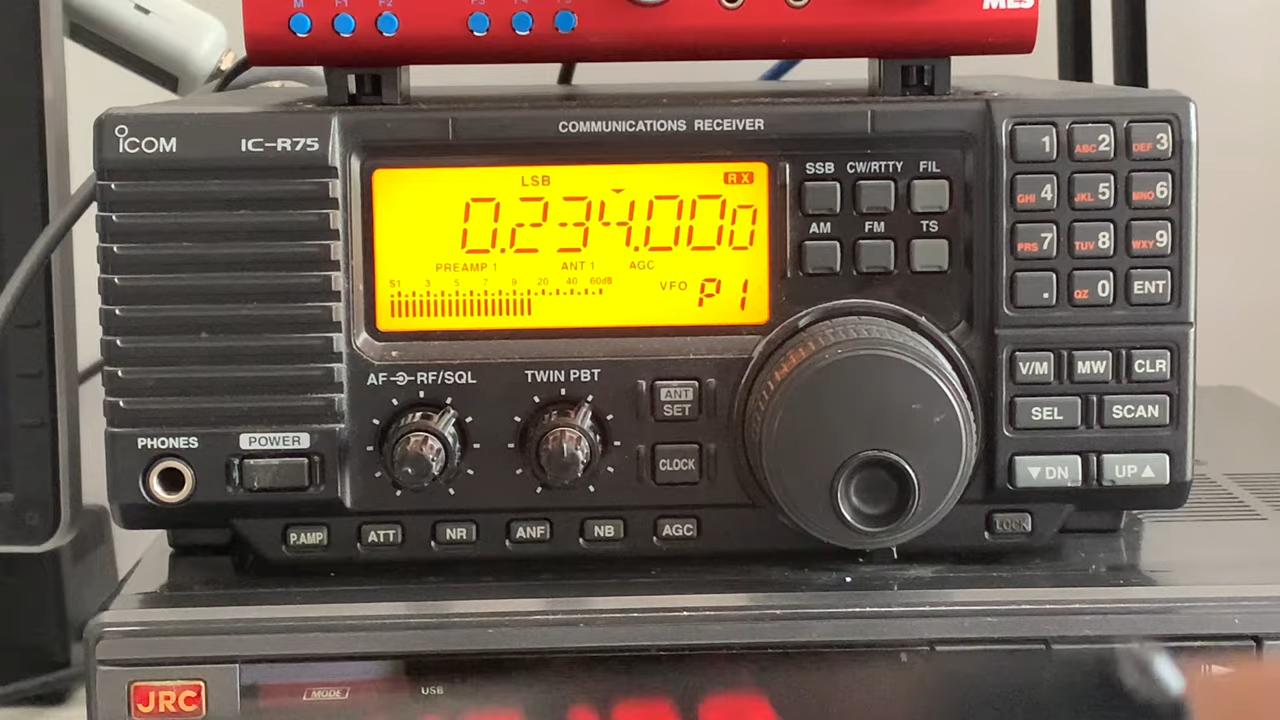 M F1 F2 F3 F4
ICOM IC-R75 COMMUNICATIONS RECEIVER
LSB RX
0.234.000
PREAMP 1 ANT 1 AGC
S1 3 5 7 9 20 40 60dB
VFO P1
SSB CW/RTTY FIL
AM FM TS
1 ABC 2 DEF 3
GHI 4 JKL 5 MNO 6
PRS 7 TUV 8 WXY 9
. QZ 0 ENT
V/M MW CLR
SEL SCAN
▼DN UP▲
LOCK
AF RF/SQL TWIN PBT
ANT
SET
CLOCK
PHONES POWER
P.AMP ATT NR ANF NB AGC
JRC MODE USB